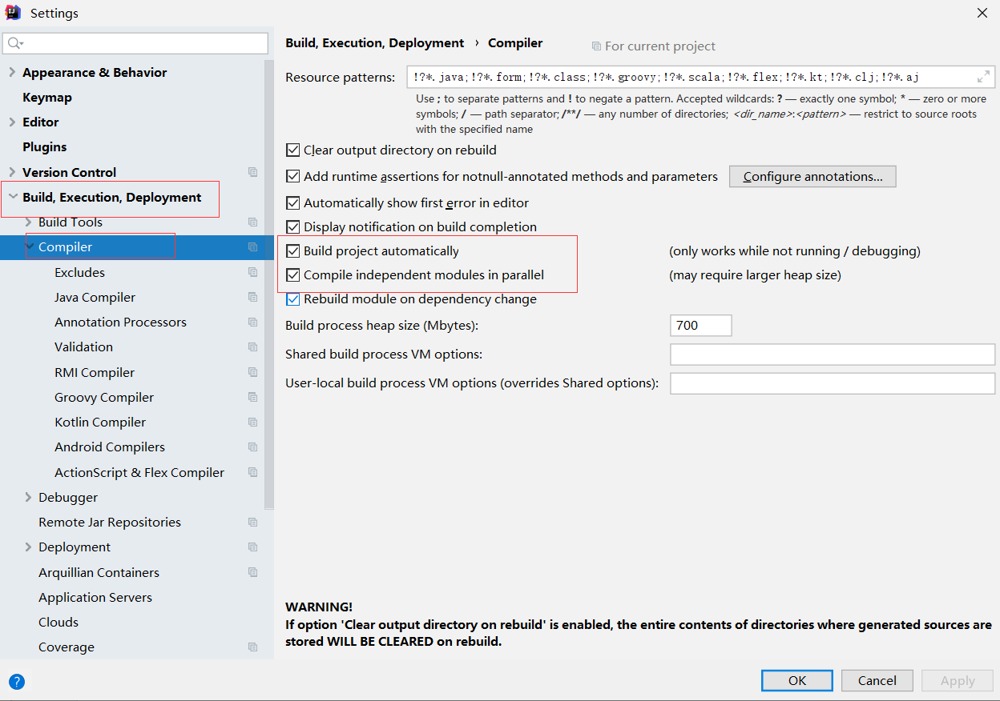 Settings
Appearance & Behavior
Keymap
Editor
Plugins
Version Control
Build, Execution, Deployment
Build Tools
Compiler
Excludes
Java Compiler
Annotation Processors
Validation
RMI Compiler
Groovy Compiler
Kotlin Compiler
Android Compilers
ActionScript & Flex Compiler
Debugger
Remote Jar Repositories
Deployment
Arquillian Containers
Application Servers
Clouds
Coverage
Build, Execution, Deployment › Compiler For current project
Resource patterns: !?*.java;!?*.form;!?*.class;!?*.groovy;!?*.scala;!?*.flex;!?*.kt;!?*.clj;!?*.aj
Use ; to separate patterns and ! to negate a pattern. Accepted wildcards: ? — exactly one symbol; * — zero or more
symbols; / — path separator; /**/ — any number of directories; <dir_name>:<pattern> — restrict to source roots
with the specified name
Clear output directory on rebuild
Add runtime assertions for notnull-annotated methods and parameters Configure annotations...
Automatically show first error in editor
Display notification on build completion
Build project automatically (only works while not running / debugging)
Compile independent modules in parallel (may require larger heap size)
Rebuild module on dependency change
Build process heap size (Mbytes): 700
Shared build process VM options:
User-local build process VM options (overrides Shared options):
WARNING!
If option 'Clear output directory on rebuild' is enabled, the entire contents of directories where generated sources are
stored WILL BE CLEARED on rebuild.
? OK Cancel Apply